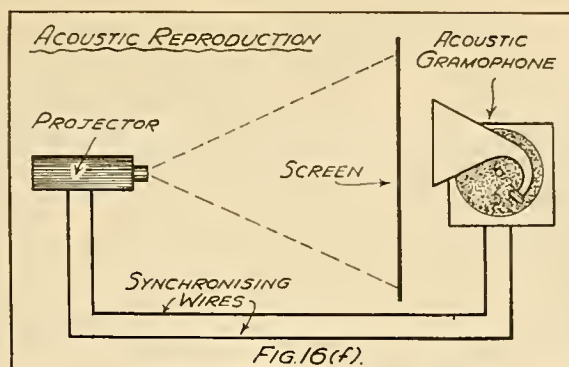 ACOUSTIC REPRODUCTION
ACOUSTIC
GRAMOPHONE
PROJECTOR
SCREEN
SYNCHRONISING
WIRES
FIG.16(f).